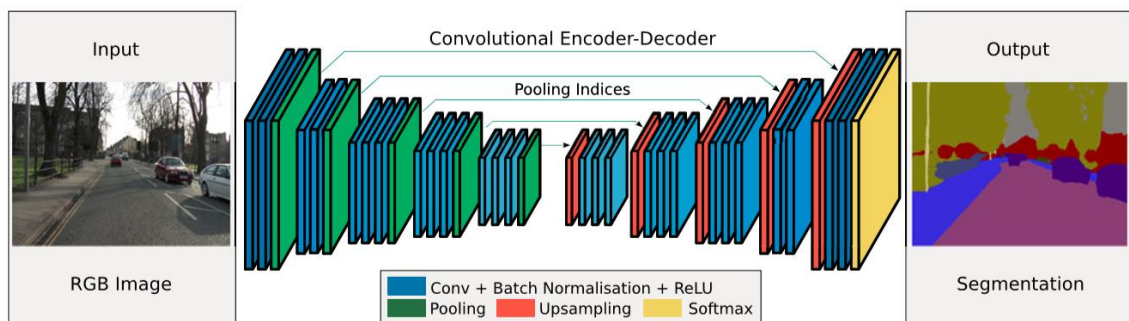 Input
RGB Image
Convolutional Encoder-Decoder
Pooling Indices
Conv + Batch Normalisation + ReLU
Pooling Upsampling Softmax
Output
Segmentation